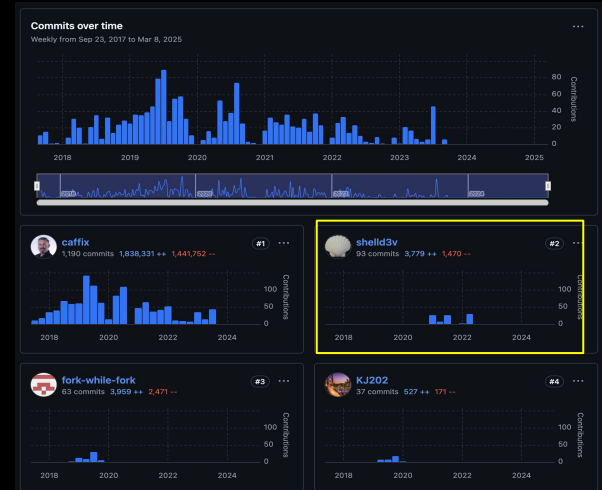 Commits over time
Weekly from Sep 23, 2017 to Mar 8, 2025
80
60
40
20
0
Contributions
2018 2019 2020 2021 2022 2023 2024 2025
caffix #1
1,190 commits 1,838,331 ++ 1,441,752 --
100
50
0
Contributions
2018 2020 2022 2024
shelld3v #2
93 commits 3,779 ++ 1,470 --
100
50
0
Contributions
2018 2020 2022 2024
fork-while-fork #3
63 commits 3,959 ++ 2,471 --
100
50
0
Contributions
2018 2020 2022 2024
KJ202 #4
37 commits 527 ++ 171 --
100
50
0
Contributions
2018 2020 2022 2024